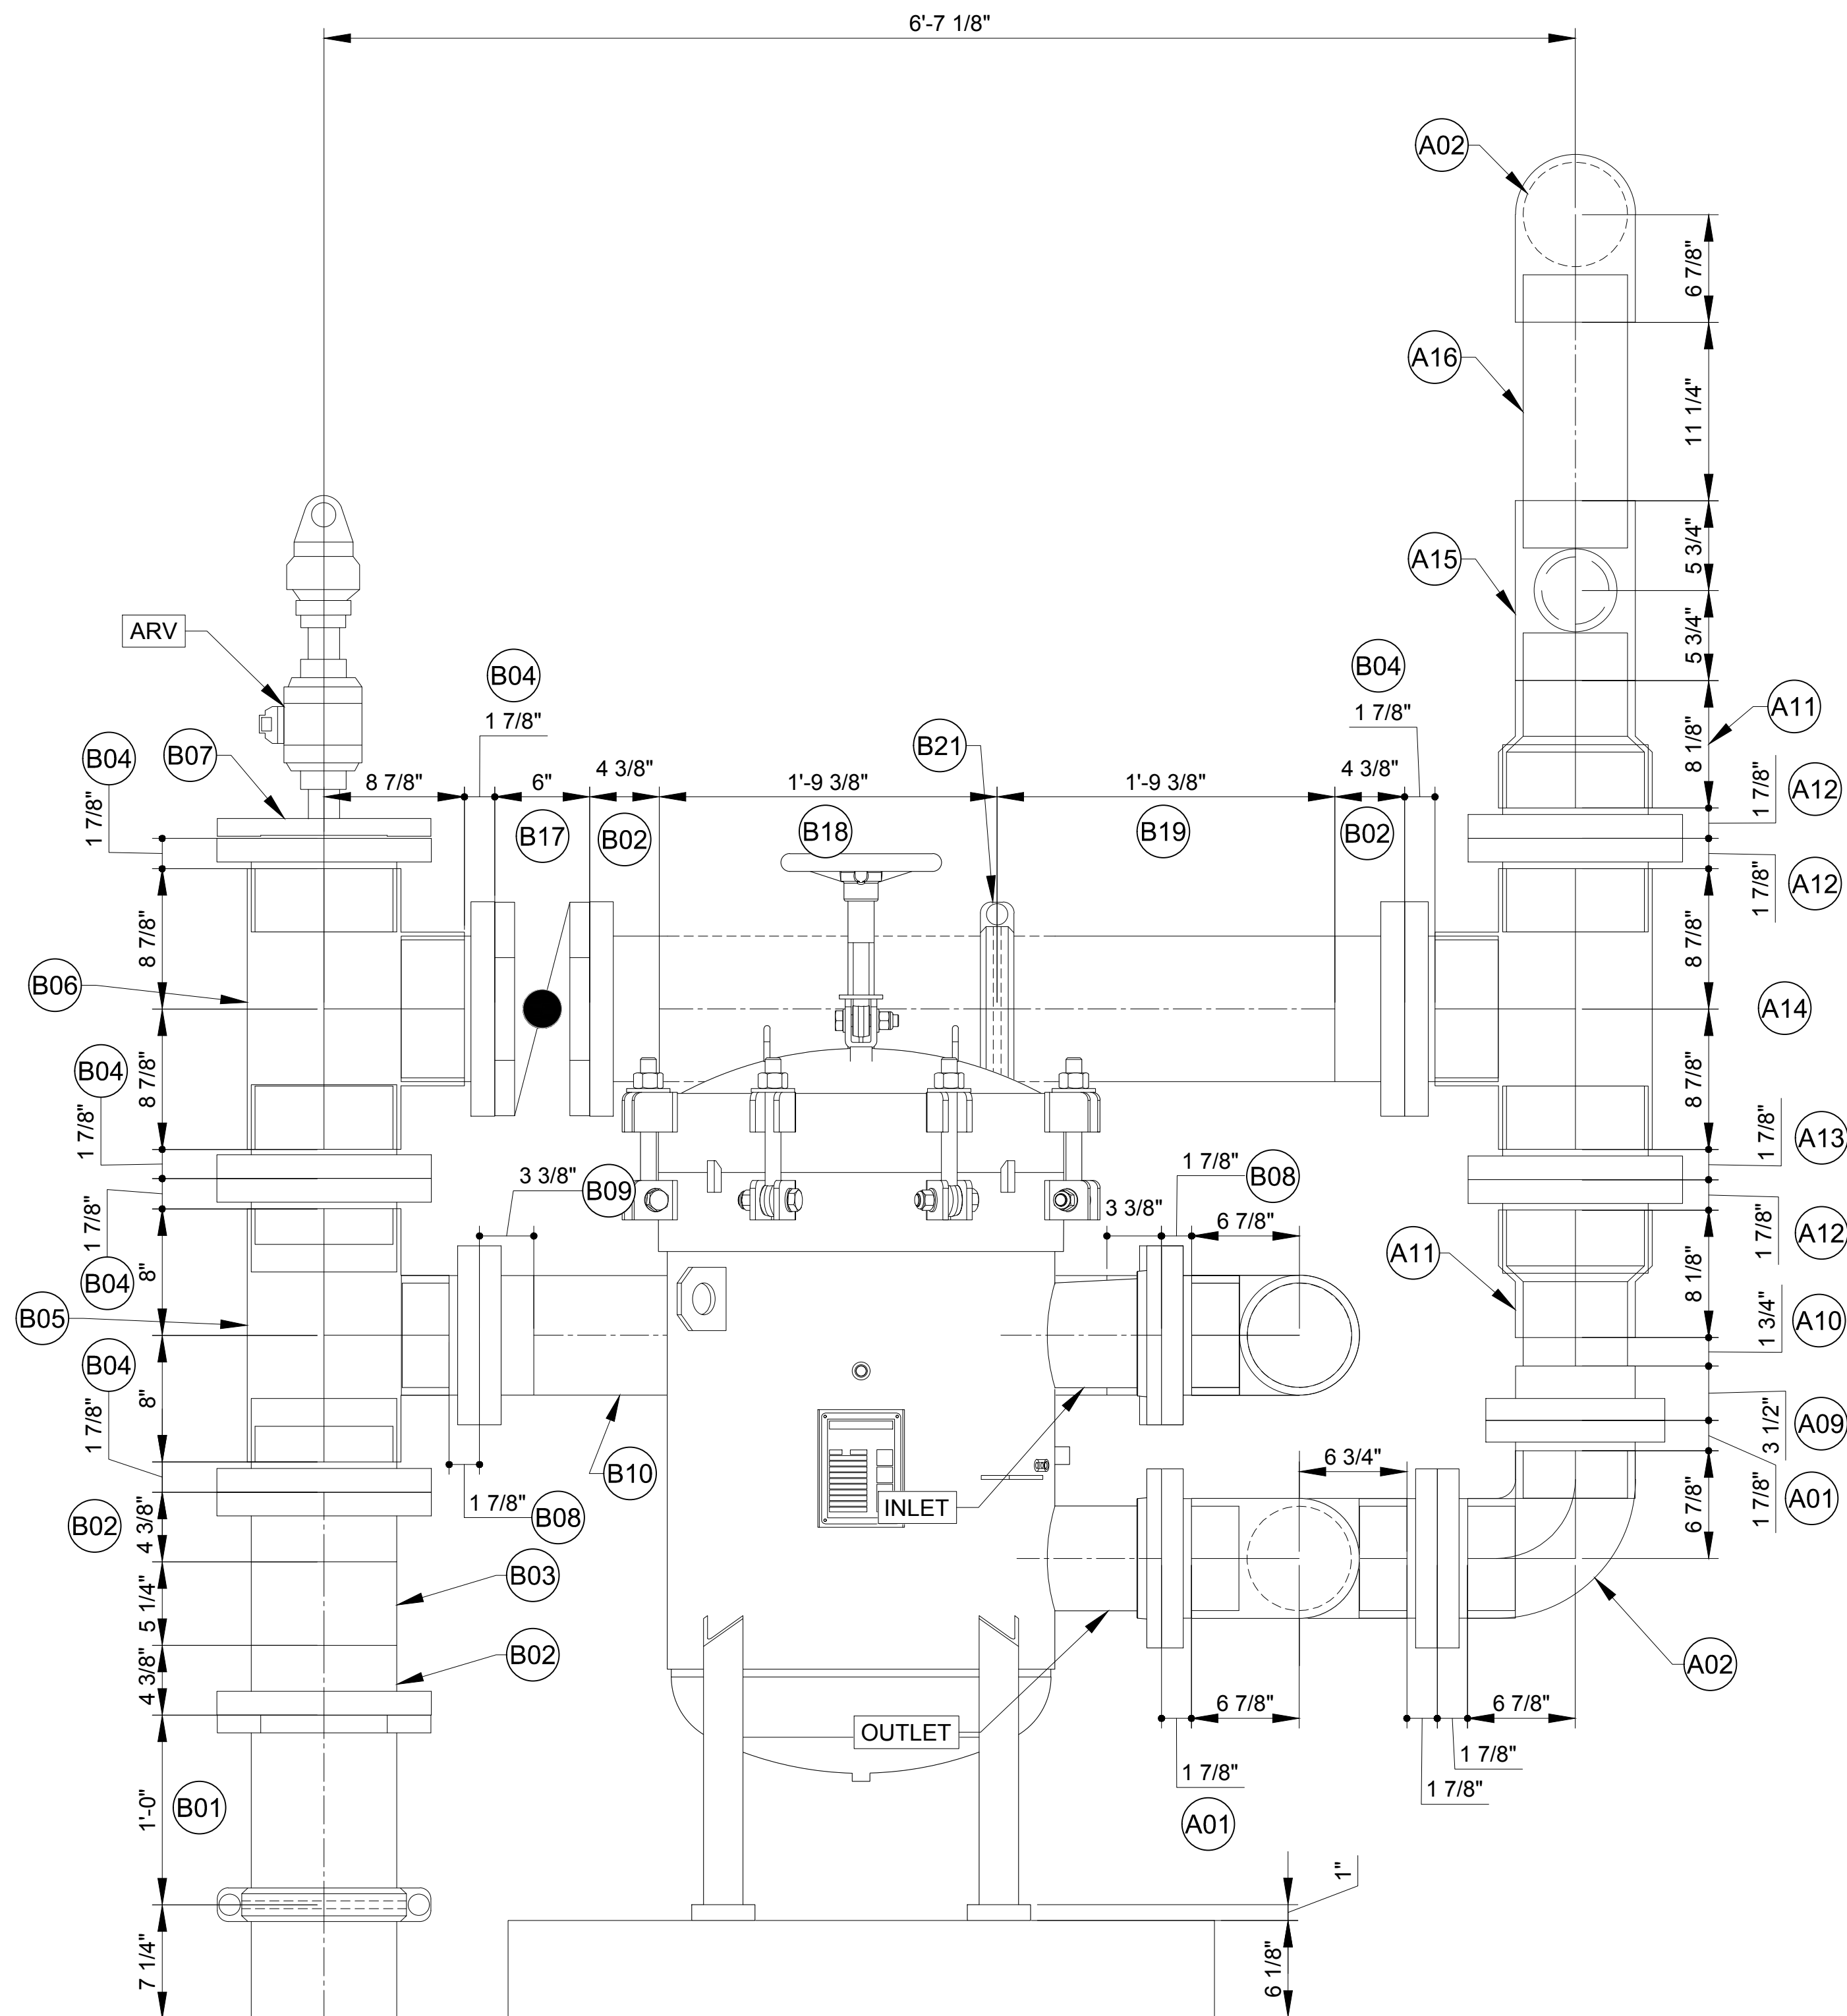 6'-7 1/8"
A02
6 7/8"
A16
11 1/4"
A15
5 3/4"
5 3/4"
ARV
B04
1 7/8"
B04
1 7/8"
A11
8 1/8"
B07
B04
1 7/8"
B21
8 7/8"
6"
4 3/8"
1'-9 3/8"
1'-9 3/8"
4 3/8"
B17
B02
B18
B19
B02
1 7/8"
A12
1 7/8"
A12
8 7/8"
8 7/8"
B06
A14
8 7/8"
8 7/8"
B04
1 7/8"
1 7/8"
A13
3 3/8"
B09
1 7/8"
B08
3 3/8"
6 7/8"
1 7/8"
B04
1 7/8"
A12
A11
8"
8 1/8"
B05
1 3/4"
A10
B04
8"
1 7/8"
3 1/2"
A09
B10
6 3/4"
1 7/8"
B08
INLET
1 7/8"
A01
6 7/8"
B02
4 3/8"
B03
5 1/4"
B02
4 3/8"
A02
6 7/8"
6 7/8"
OUTLET
1 7/8"
1 7/8"
1 7/8"
1'-0"
B01
A01
1"
7 1/4"
6 1/8"